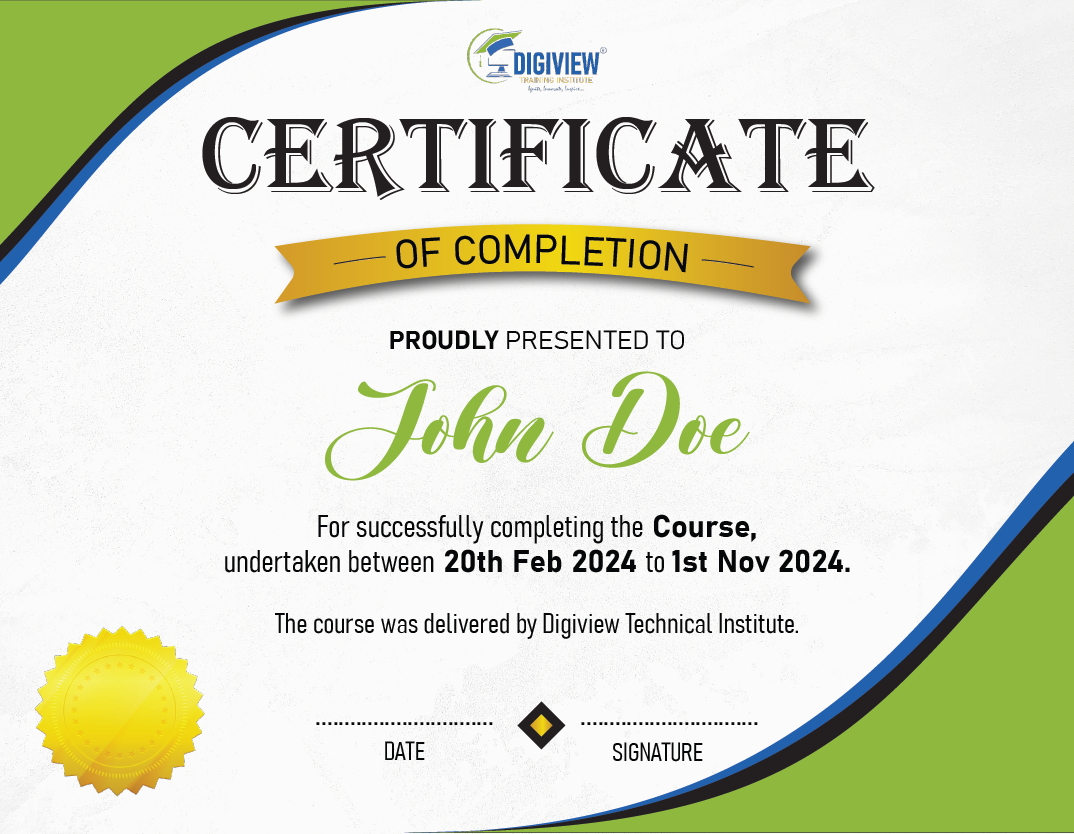 DIGIVIEW®
TRAINING INSTITUTE
Ignite, Innovate, Inspire...
CERTIFICATE
OF COMPLETION
PROUDLY PRESENTED TO
John Doe
For successfully completing the Course,
undertaken between 20th Feb 2024 to 1st Nov 2024.
The course was delivered by Digiview Technical Institute.
DATE
SIGNATURE